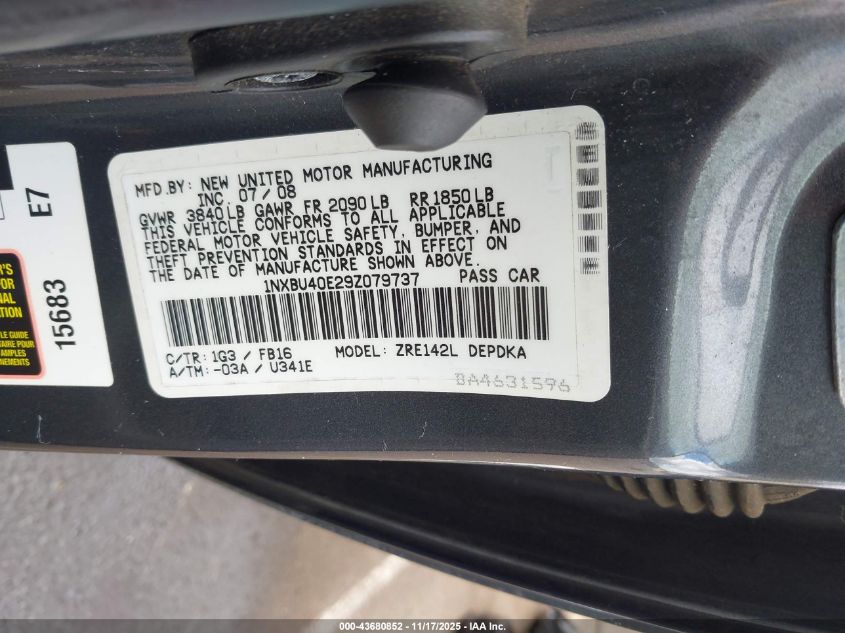 MFD.BY: NEW UNITED MOTOR MANUFACTURING
INC. 07/08
GVWR 3840LB GAWR FR 2090LB RR1850LB
THIS VEHICLE CONFORMS TO ALL APPLICABLE
FEDERAL MOTOR VEHICLE SAFETY, BUMPER, AND
THEFT PREVENTION STANDARDS IN EFFECT ON
THE DATE OF MANUFACTURE SHOWN ABOVE.
1NXBU40E29Z079737 PASS CAR
C/TR: 1G3 / FB16 MODEL: ZRE142L DEPDKA
A/TM: -03A / U341E
BA4631596
E7
15683
000-43680852 — 11/17/2025 — IAA Inc.